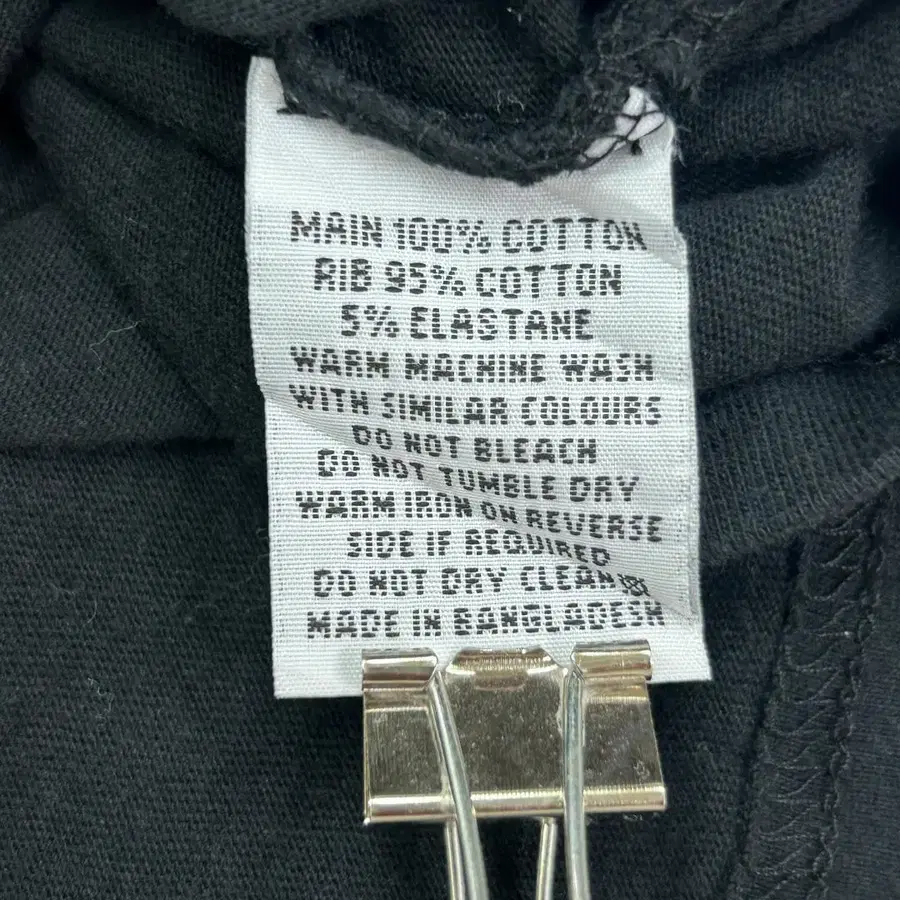 MAIN 100% COTTON
RIB 95% COTTON
5% ELASTANE
WARM MACHINE WASH
WITH SIMILAR COLOURS
DO NOT BLEACH
DO NOT TUMBLE DRY
WARM IRON ON REVERSE
SIDE IF REQUIRED
DO NOT DRY CLEAN
MADE IN BANGLADESH